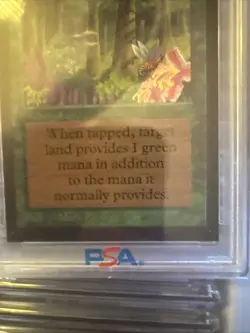 When tapped, target
land provides 1 green
mana in addition
to the mana it
normally provides.
PSA